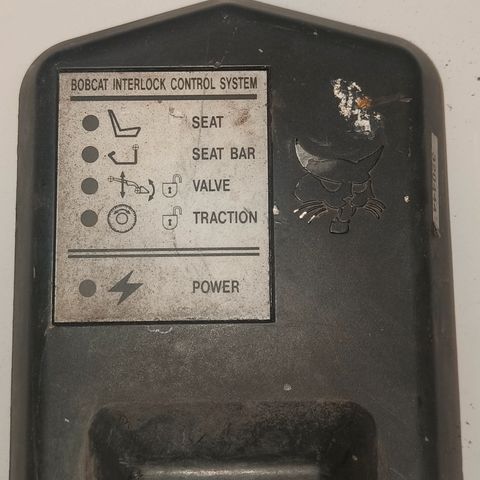 BOBCAT INTERLOCK CONTROL SYSTEM
SEAT
SEAT BAR
VALVE
TRACTION
POWER